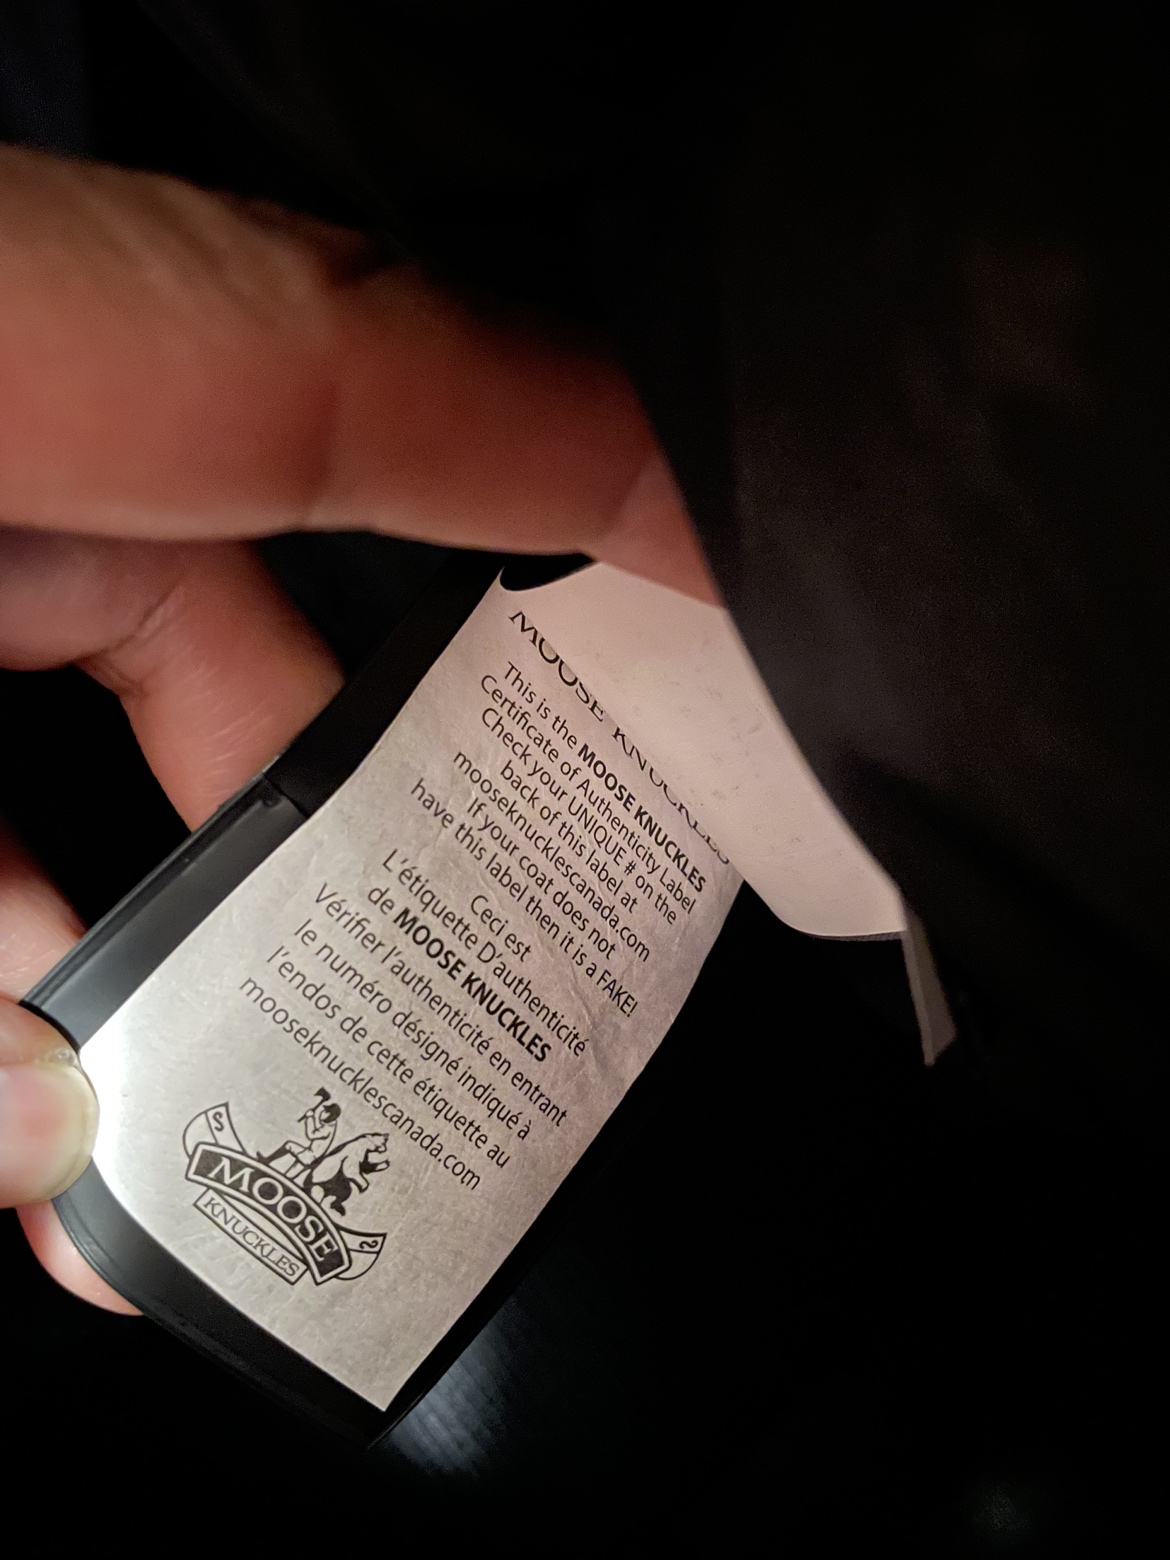 MOOSE KNUCKLES
This is the MOOSE KNUCKLES
Certificate of Authenticity Label
Check your UNIQUE # on the
back of this label at
mooseknucklescanada.com
If your coat does not
have this label then it is a FAKE!
Ceci est
L'étiquette D'authenticité
de MOOSE KNUCKLES
Vérifier l'authenticité en entrant
le numéro désigné indiqué à
l'endos de cette étiquette au
mooseknucklescanada.com
MOOSE
KNUCKLES